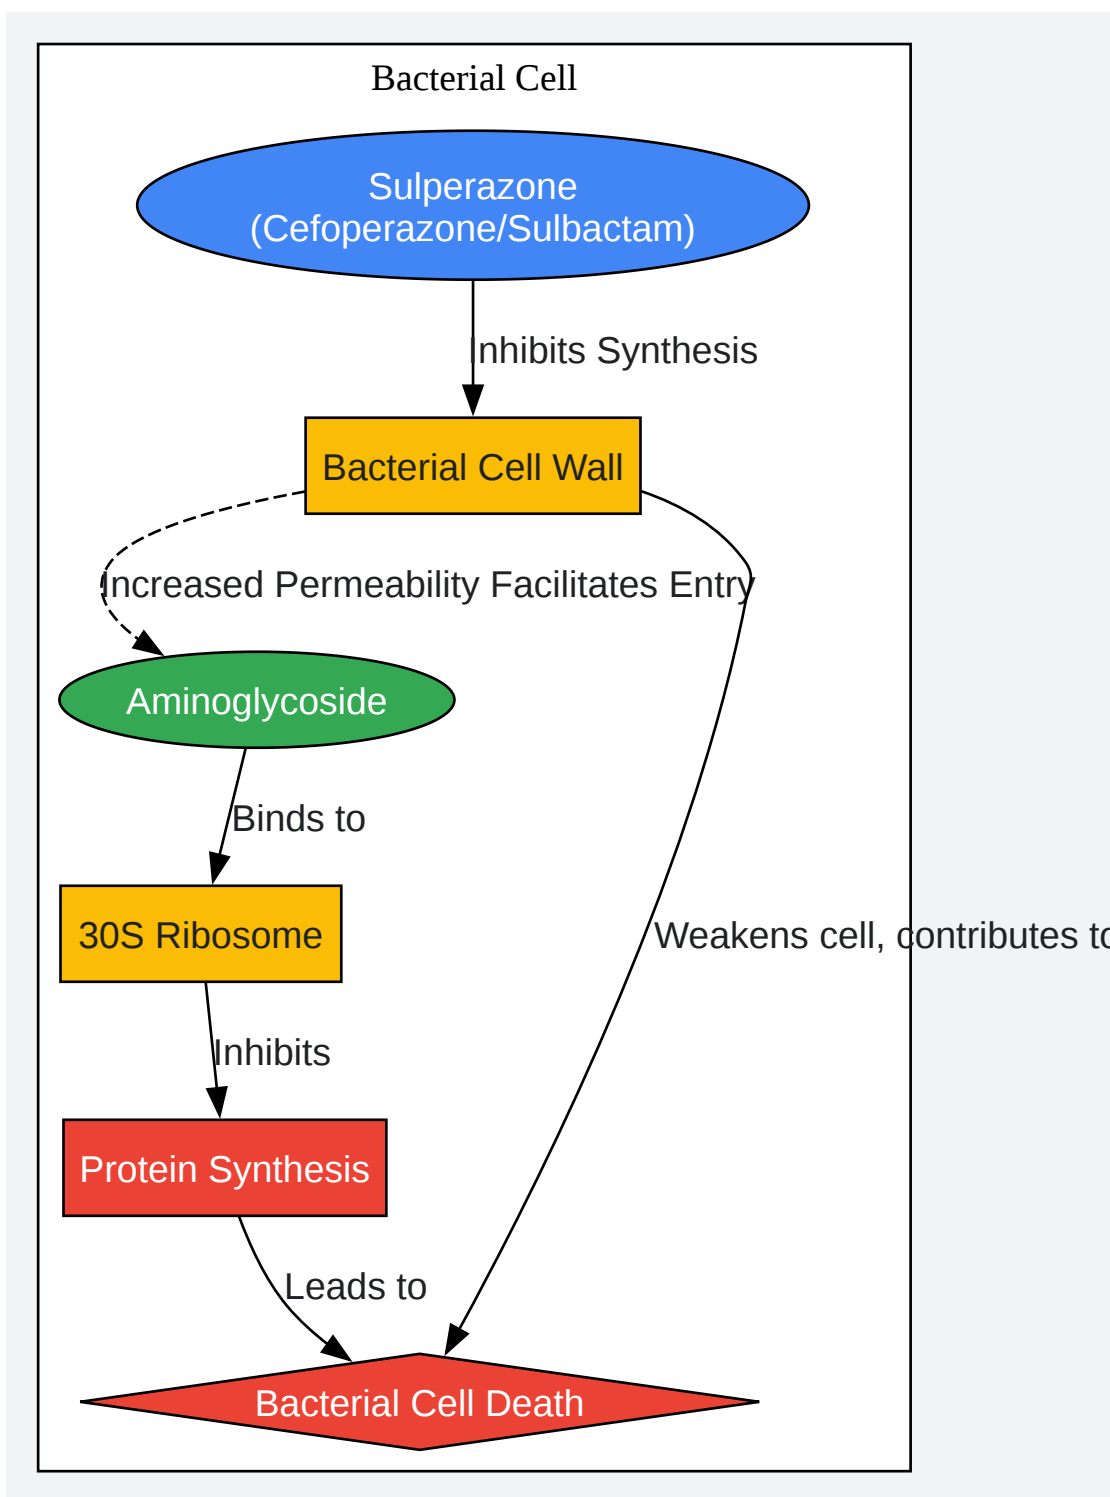 Bacterial Cell
Sulperazone
(Cefoperazone/Sulbactam)
Inhibits Synthesis
Bacterial Cell Wall
Increased Permeability Facilitates Entry
Aminoglycoside
Binds to
30S Ribosome
Weakens cell, contributes to
Inhibits
Protein Synthesis
Leads to
Bacterial Cell Death